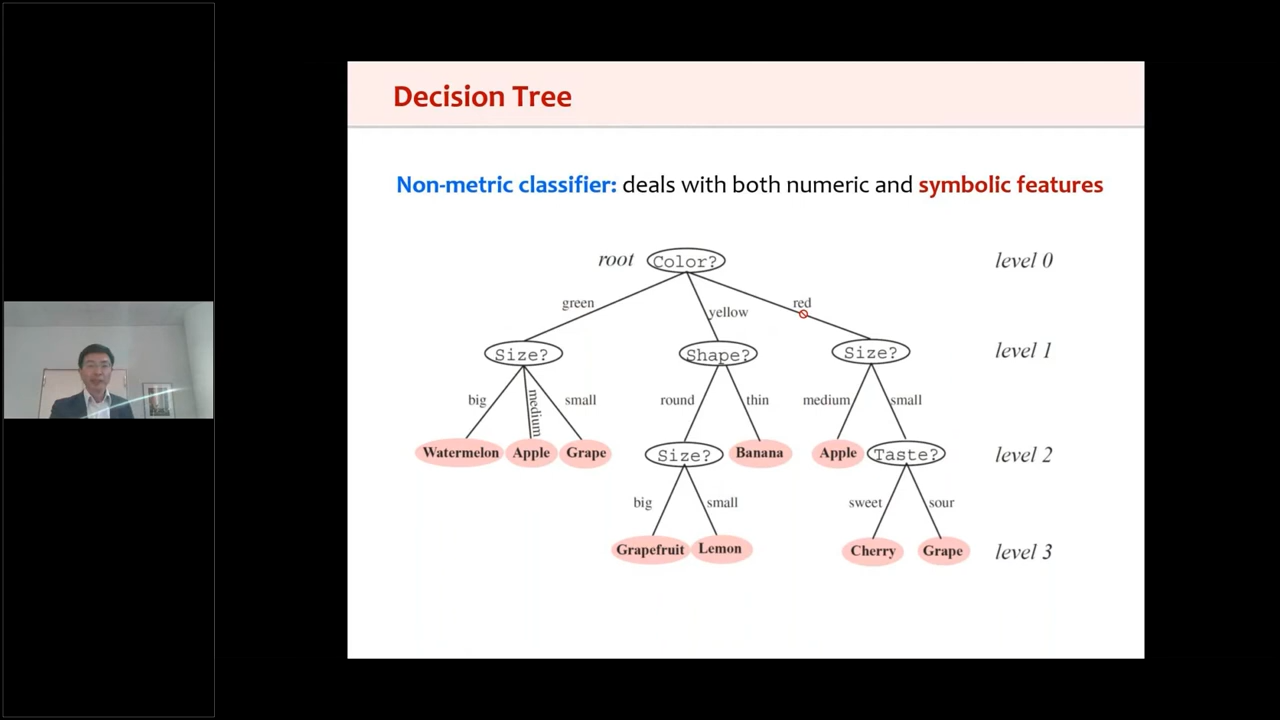 Decision Tree
Non-metric classifier: deals with both numeric and symbolic features
root Color? level 0
green yellow red
Size? Shape? Size? level 1
big medium small round thin medium small
Watermelon Apple Grape Size? Banana Apple Taste? level 2
big small sweet sour
Grapefruit Lemon Cherry Grape level 3